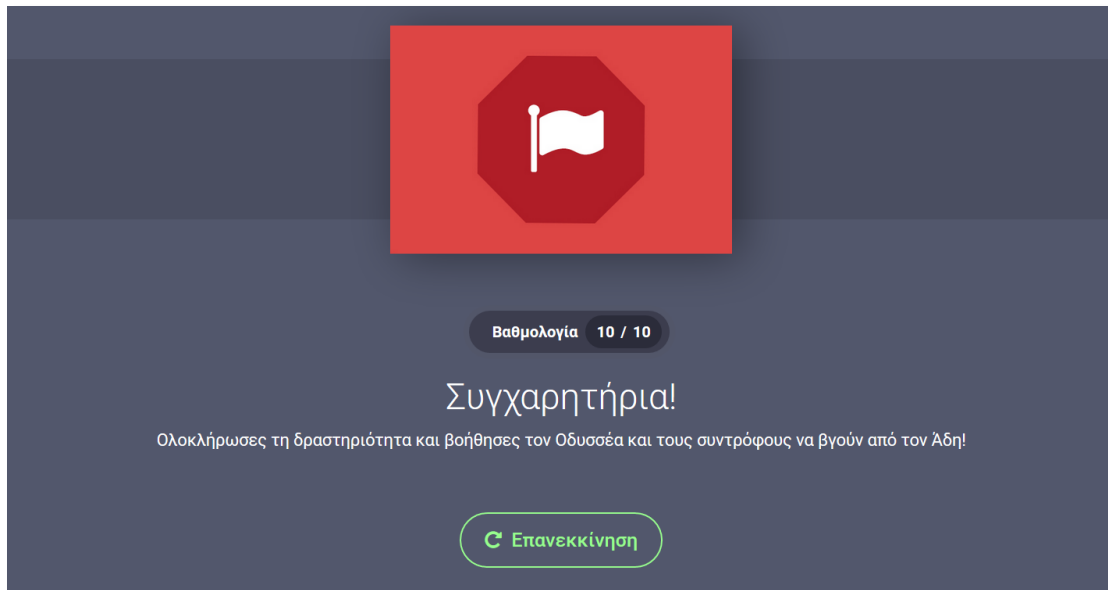 Βαθμολογία 10 / 10
Συγχαρητήρια!
Ολοκλήρωσες τη δραστηριότητα και βοήθησες τον Οδυσσέα και τους συντρόφους να βγούν από τον Άδη!
Επανεκκίνηση